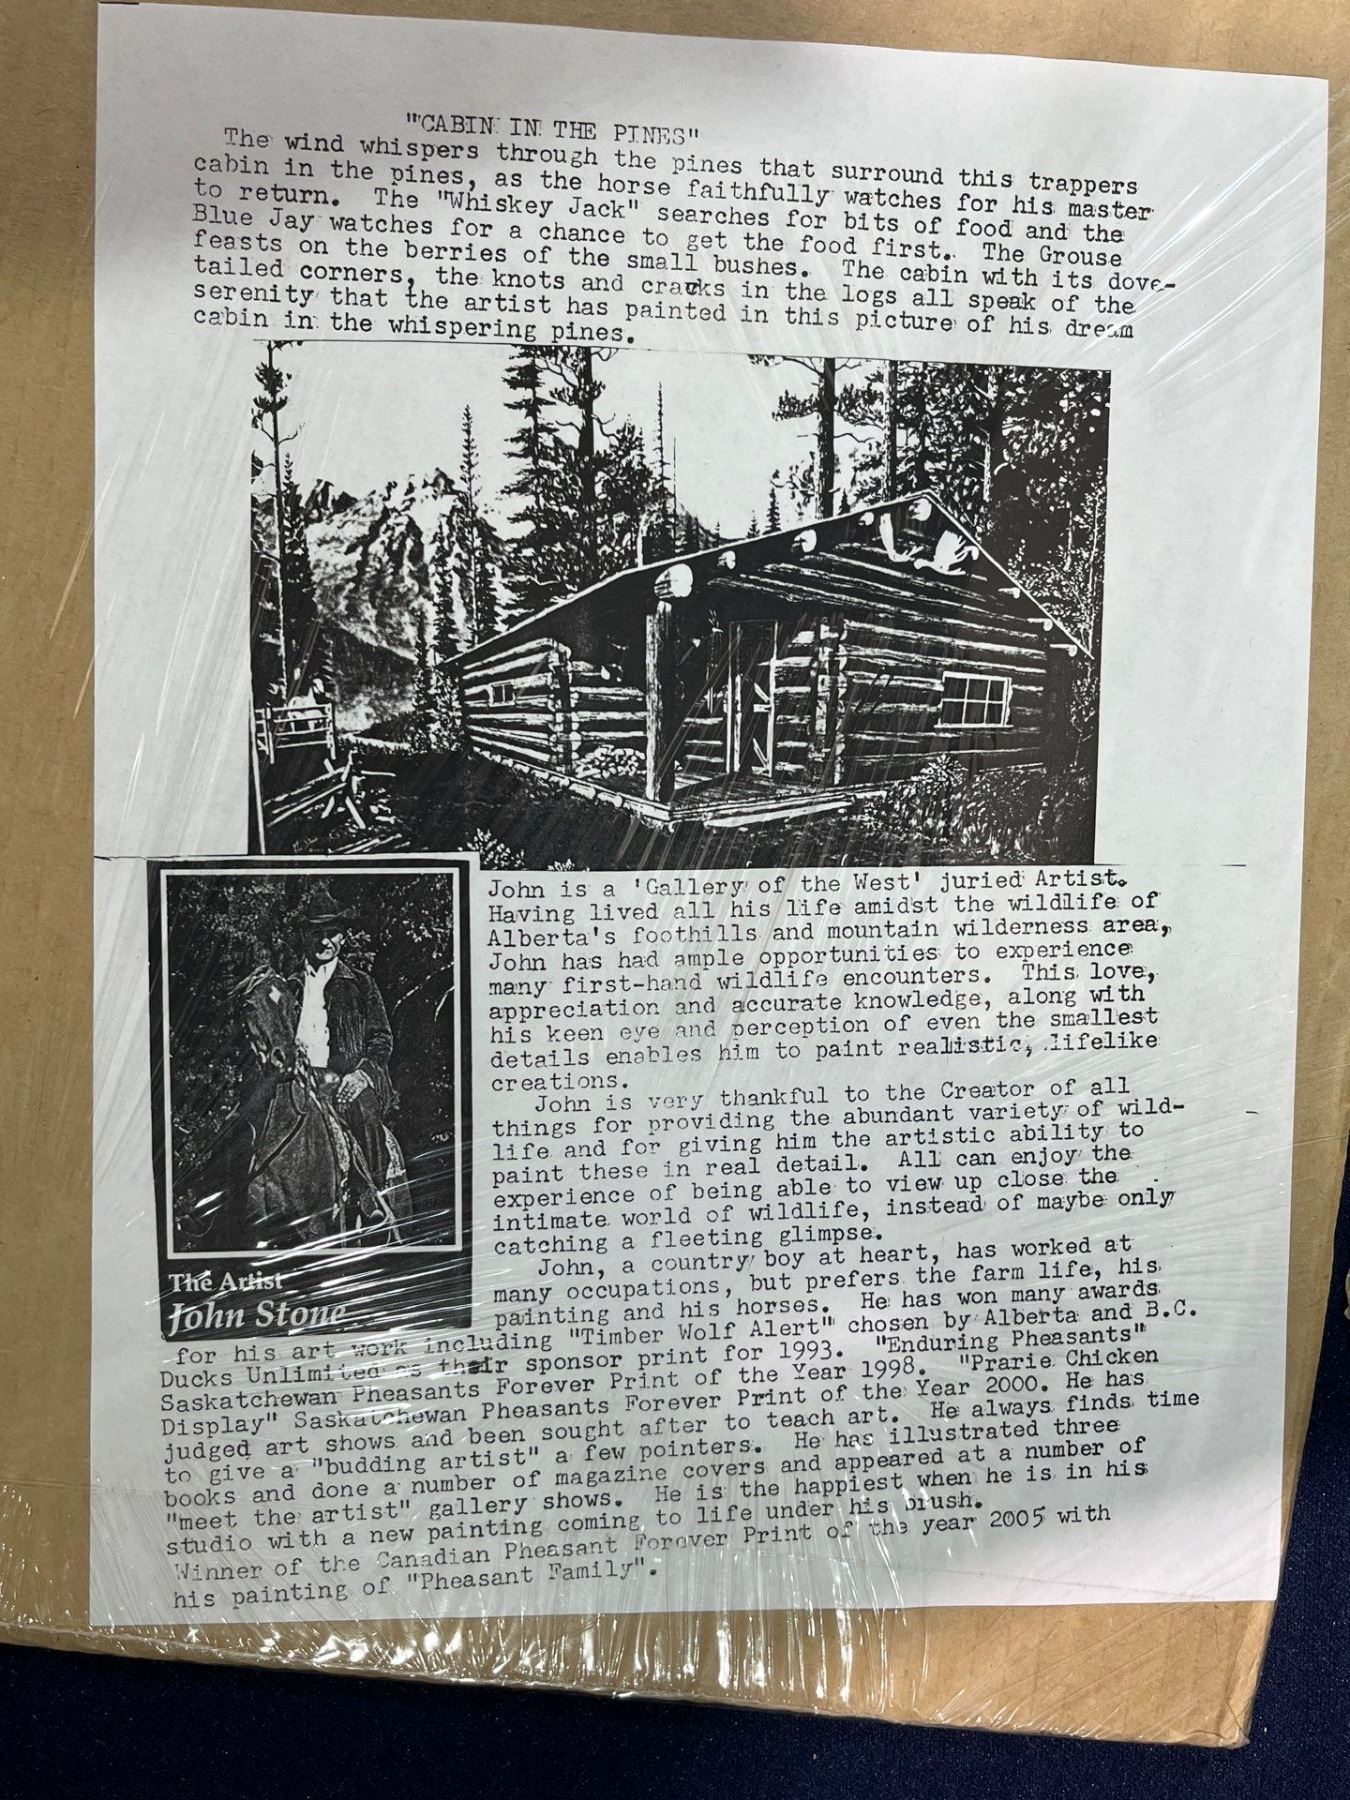 "CABIN IN THE PINES"
The wind whispers through the pines that surround this trappers
cabin in the pines, as the horse faithfully watches for his master
to return. The "Whiskey Jack" searches for bits of food and the
Blue Jay watches for a chance to get the food first. The Grouse
feasts on the berries of the small bushes. The cabin with its dove-
tailed corners, the knots and cracks in the logs all speak of the
serenity that the artist has painted in this picture of his dream
cabin in the whispering pines.
John is a 'Gallery of the West' juried Artist.
Having lived all his life amidst the wildlife of
Alberta's foothills and mountain wilderness area,
John has had ample opportunities to experience
many first-hand wildlife encounters. This love,
appreciation and accurate knowledge, along with
his keen eye and perception of even the smallest
details enables him to paint realistic, lifelike
creations.
John is very thankful to the Creator of all
things for providing the abundant variety of wild-
life and for giving him the artistic ability to
paint these in real detail. All can enjoy the
experience of being able to view up close the
intimate world of wildlife, instead of maybe only
catching a fleeting glimpse.
John, a country boy at heart, has worked at
many occupations, but prefers the farm life, his
painting and his horses. He has won many awards
for his art work including "Timber Wolf Alert" chosen by Alberta and B.C.
Ducks Unlimited as their sponsor print for 1993. "Enduring Pheasants"
Saskatchewan Pheasants Forever Print of the Year 1998. "Prarie Chicken
Display" Saskatchewan Pheasants Forever Print of the Year 2000. He has
judged art shows and been sought after to teach art. He always finds time
to give a "budding artist" a few pointers. He has illustrated three
books and done a number of magazine covers and appeared at a number of
"meet the artist" gallery shows. He is the happiest when he is in his
studio with a new painting coming to life under his brush.
Winner of the Canadian Pheasant Forever Print of the year 2005 with
his painting of "Pheasant Family".
The Artist
John Stone